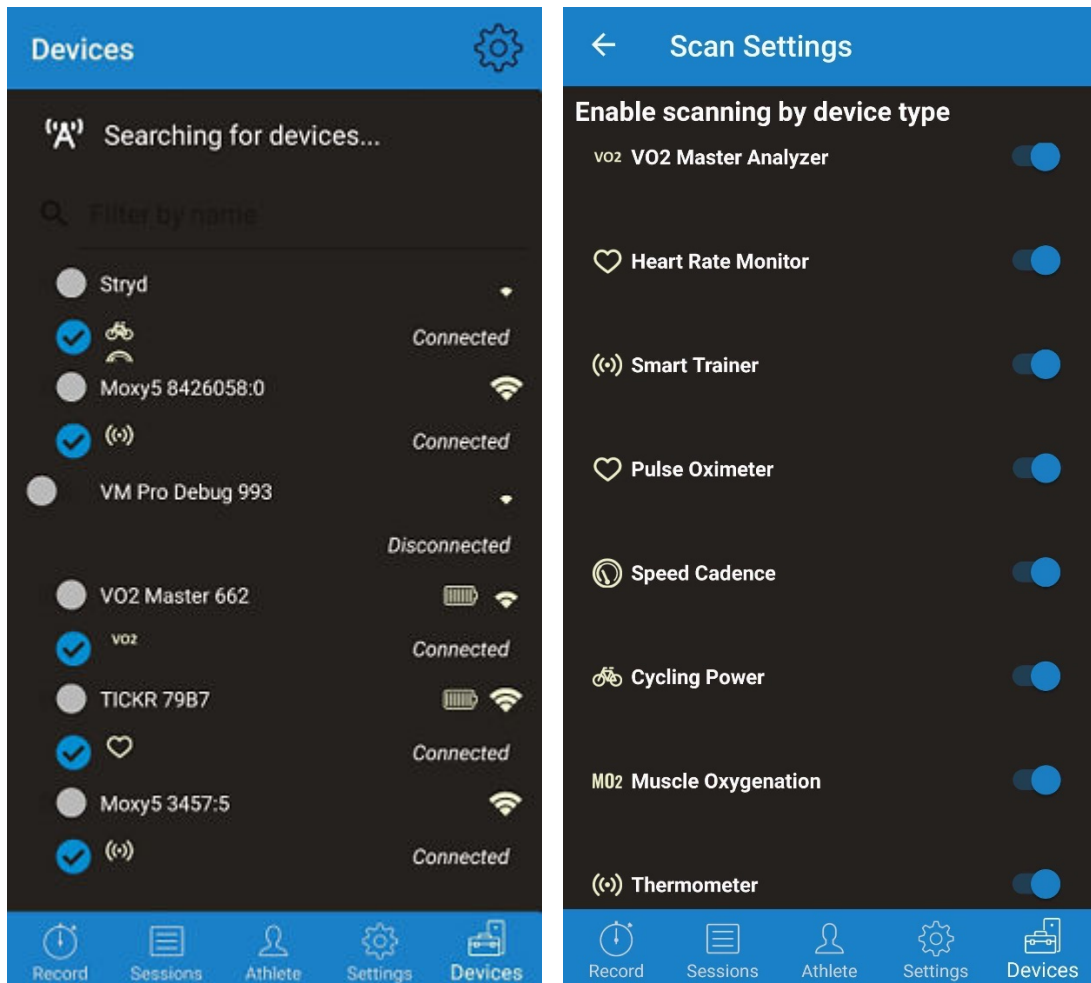 Devices
Searching for devices...
Filter by name
Stryd
Connected
Moxy5 8426058:0
Connected
VM Pro Debug 993
Disconnected
VO2 Master 662
VO2
Connected
TICKR 79B7
Connected
Moxy5 3457:5
Connected
Record Sessions Athlete Settings Devices
Scan Settings
Enable scanning by device type
VO2 VO2 Master Analyzer
Heart Rate Monitor
Smart Trainer
Pulse Oximeter
Speed Cadence
Cycling Power
MO2 Muscle Oxygenation
Thermometer
Record Sessions Athlete Settings Devices